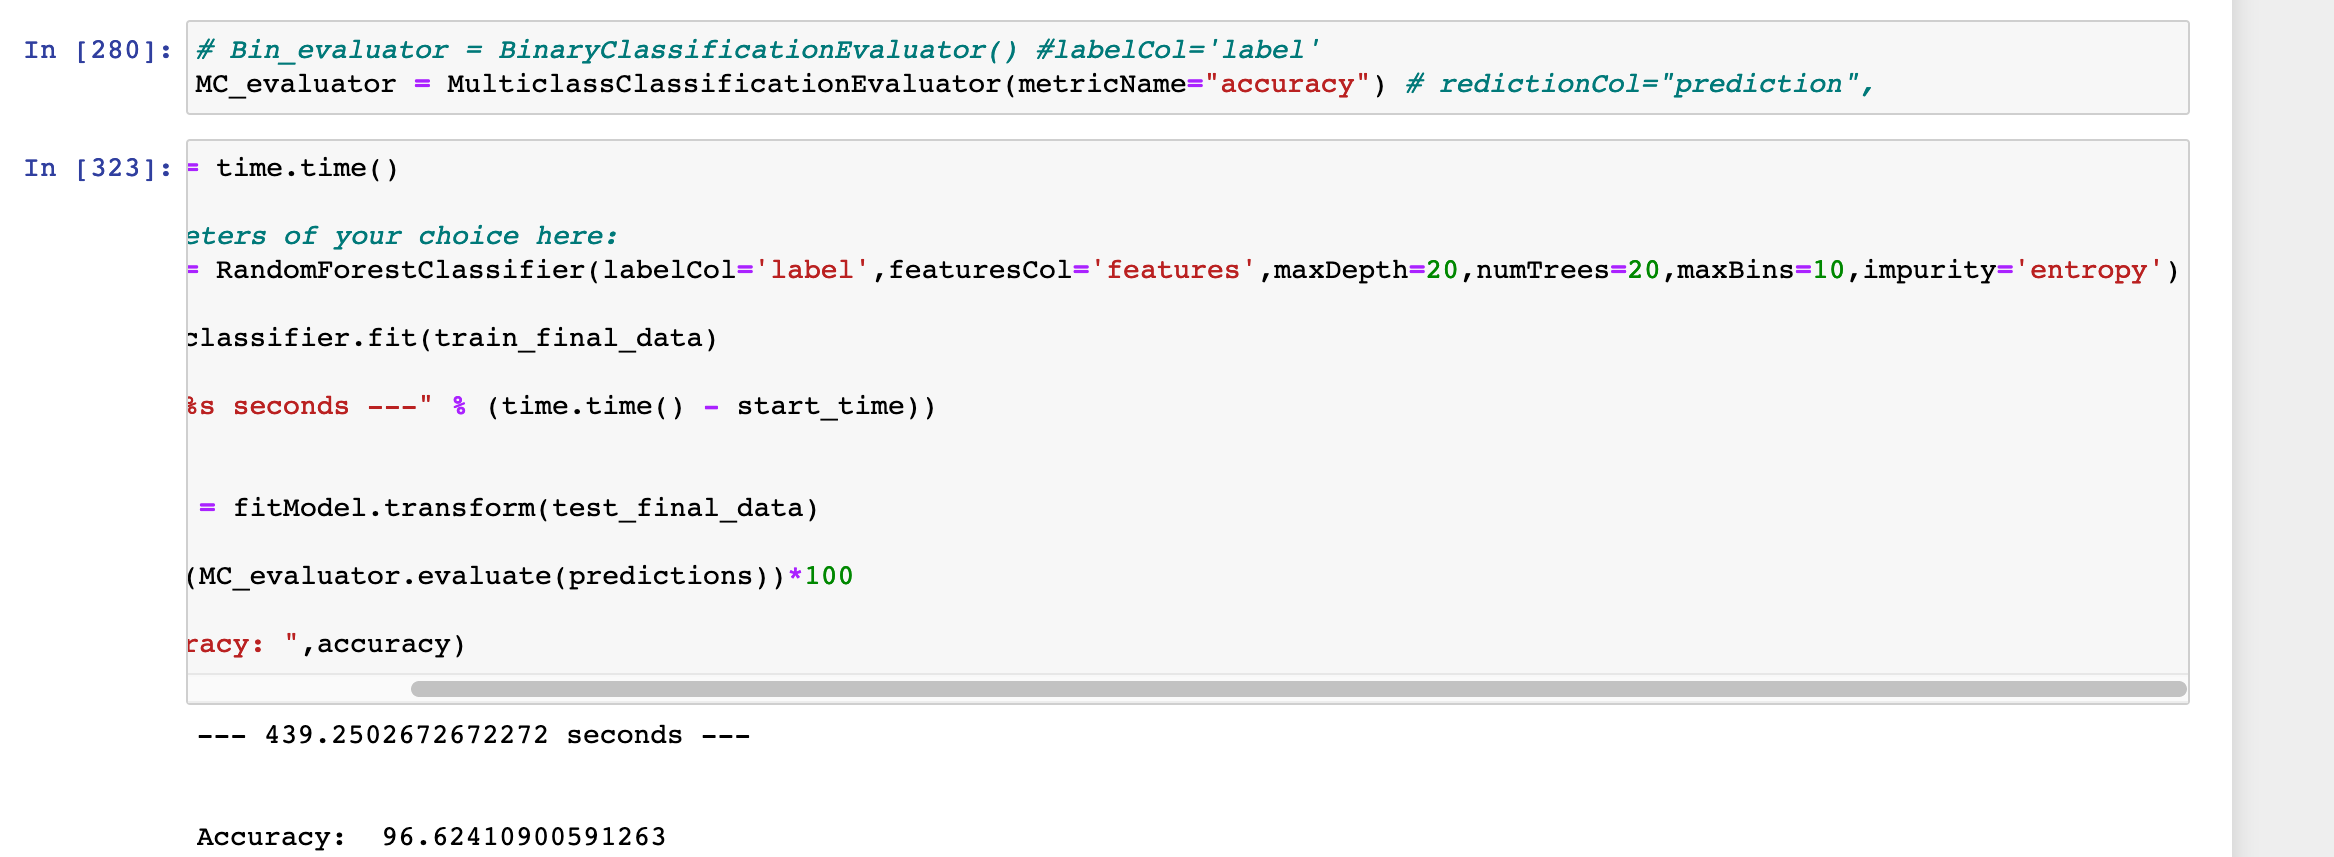 In [280]:
# Bin_evaluator = BinaryClassificationEvaluator() #labelCol='label'
MC_evaluator = MulticlassClassificationEvaluator(metricName="accuracy") # redictionCol="prediction",
In [323]:
= time.time()
eters of your choice here:
= RandomForestClassifier(labelCol='label',featuresCol='features',maxDepth=20,numTrees=20,maxBins=10,impurity='entropy')
classifier.fit(train_final_data)
%s seconds ---" % (time.time() - start_time))
= fitModel.transform(test_final_data)
(MC_evaluator.evaluate(predictions))*100
racy: ",accuracy)
--- 439.2502672672272 seconds ---
Accuracy:  96.62410900591263